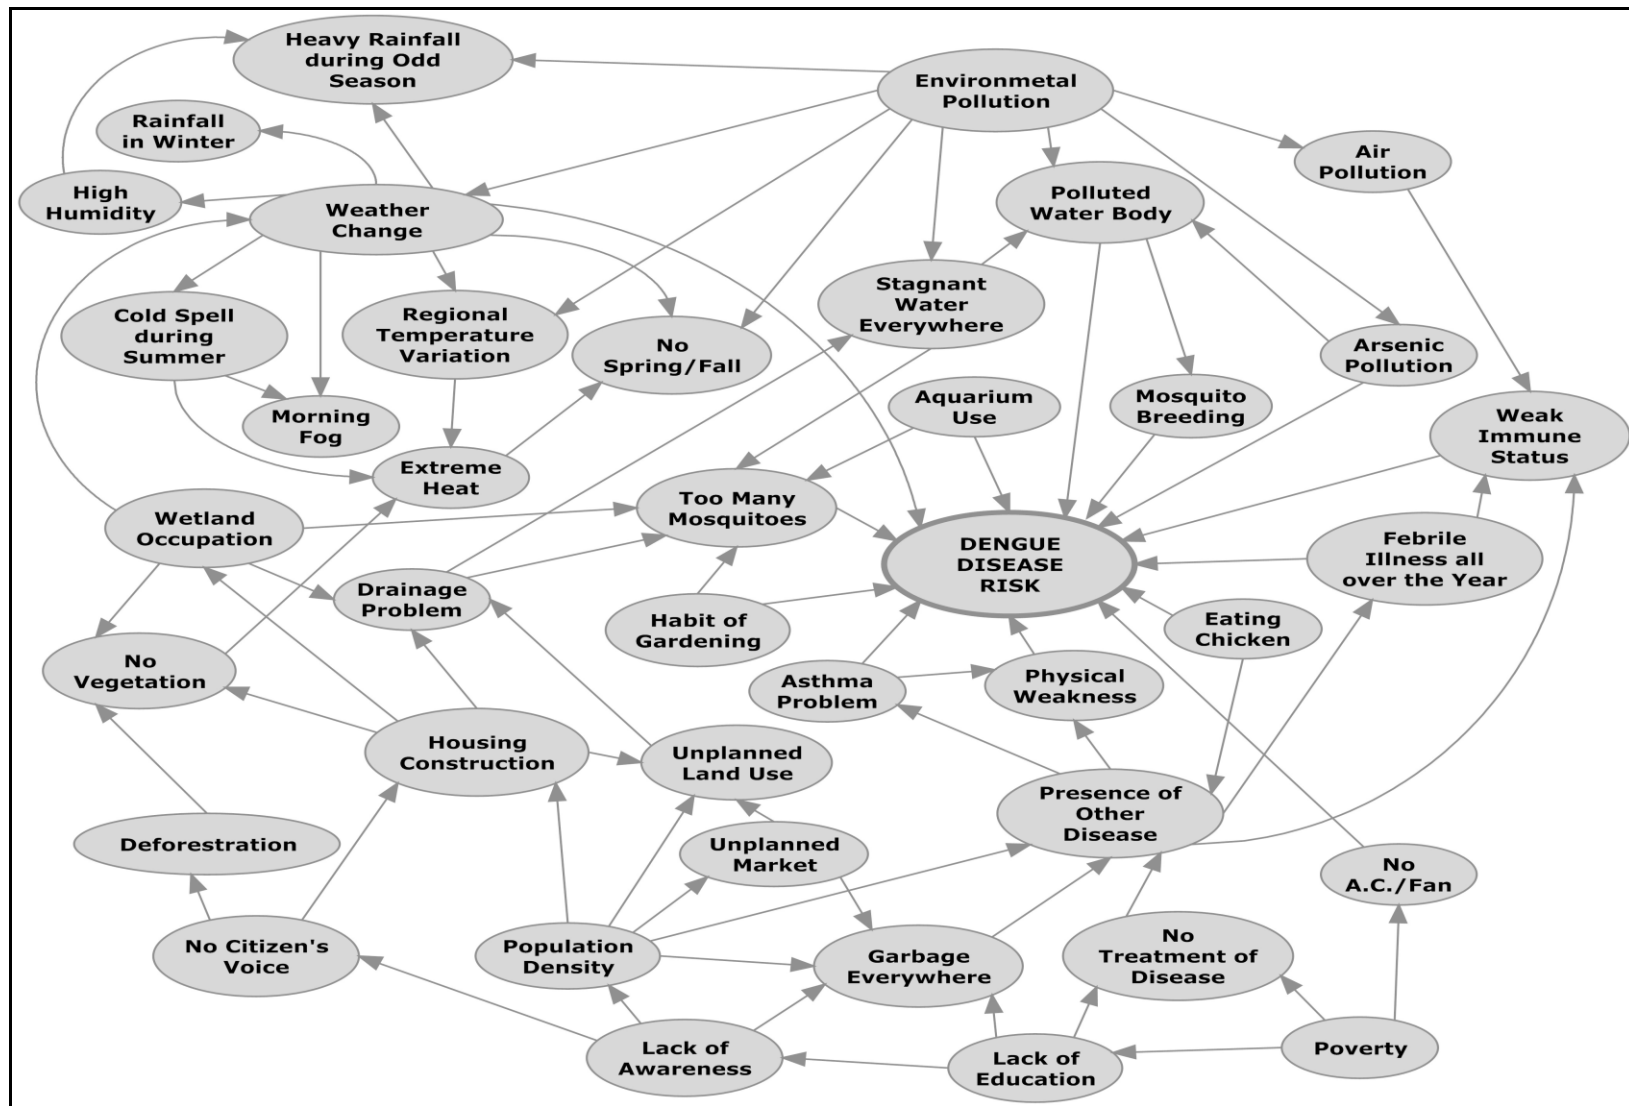 Heavy Rainfall
during Odd
Season
Environmetal
Pollution
Rainfall
in Winter
Air
Pollution
High
Humidity
Weather
Change
Polluted
Water Body
Stagnant
Water
Everywhere
Cold Spell
during
Summer
Regional
Temperature
Variation
No
Spring/Fall
Arsenic
Pollution
Morning
Fog
Aquarium
Use
Mosquito
Breeding
Weak
Immune
Status
Extreme
Heat
Too Many
Mosquitoes
Wetland
Occupation
DENGUE
DISEASE
RISK
Febrile
Illness all
over the Year
Drainage
Problem
Habit of
Gardening
Eating
Chicken
No
Vegetation
Asthma
Problem
Physical
Weakness
Housing
Construction
Unplanned
Land Use
Presence of
Other
Disease
Deforestration
Unplanned
Market
No
A.C./Fan
No Citizen's
Voice
Population
Density
Garbage
Everywhere
No
Treatment of
Disease
Lack of
Awareness
Lack of
Education
Poverty